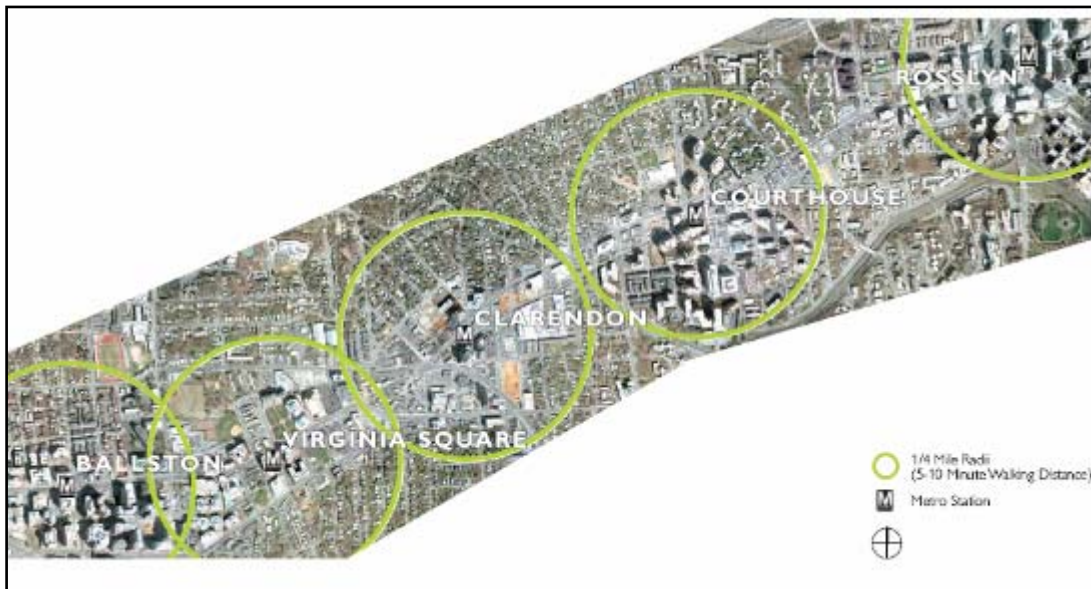 ROSSLYN
M
COURTHOUSE
M
CLARENDON
M
VIRGINIA SQUARE
M
BALLSTON
M
1/4 Mile Radii
(5-10 Minute Walking Distance)
M Metro Station